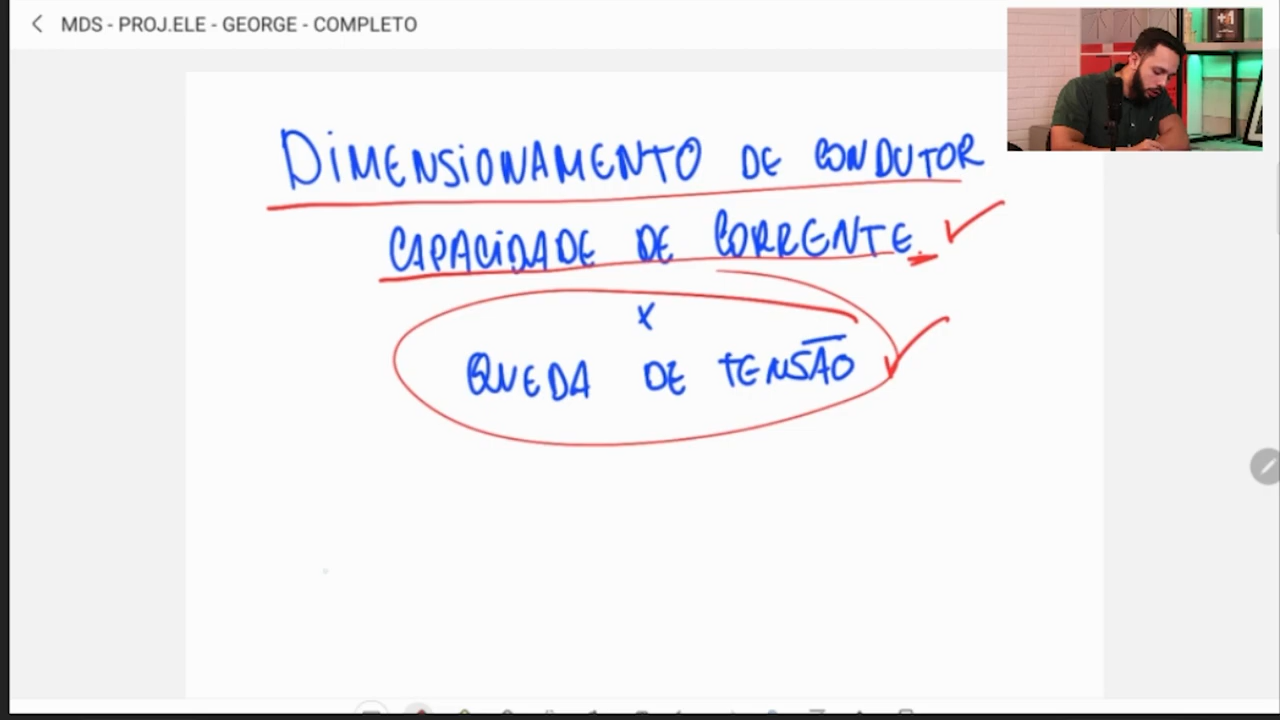 MDS - PROJ.ELE - GEORGE - COMPLETO
DIMENSIONAMENTO DE CONDUTOR
CAPACIDADE DE CORRENTE
X
QUEDA DE TENSÃO